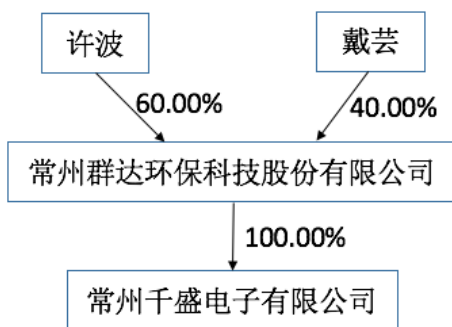 许波
戴芸
60.00%
40.00%
常州群达环保科技股份有限公司
100.00%
常州千盛电子有限公司